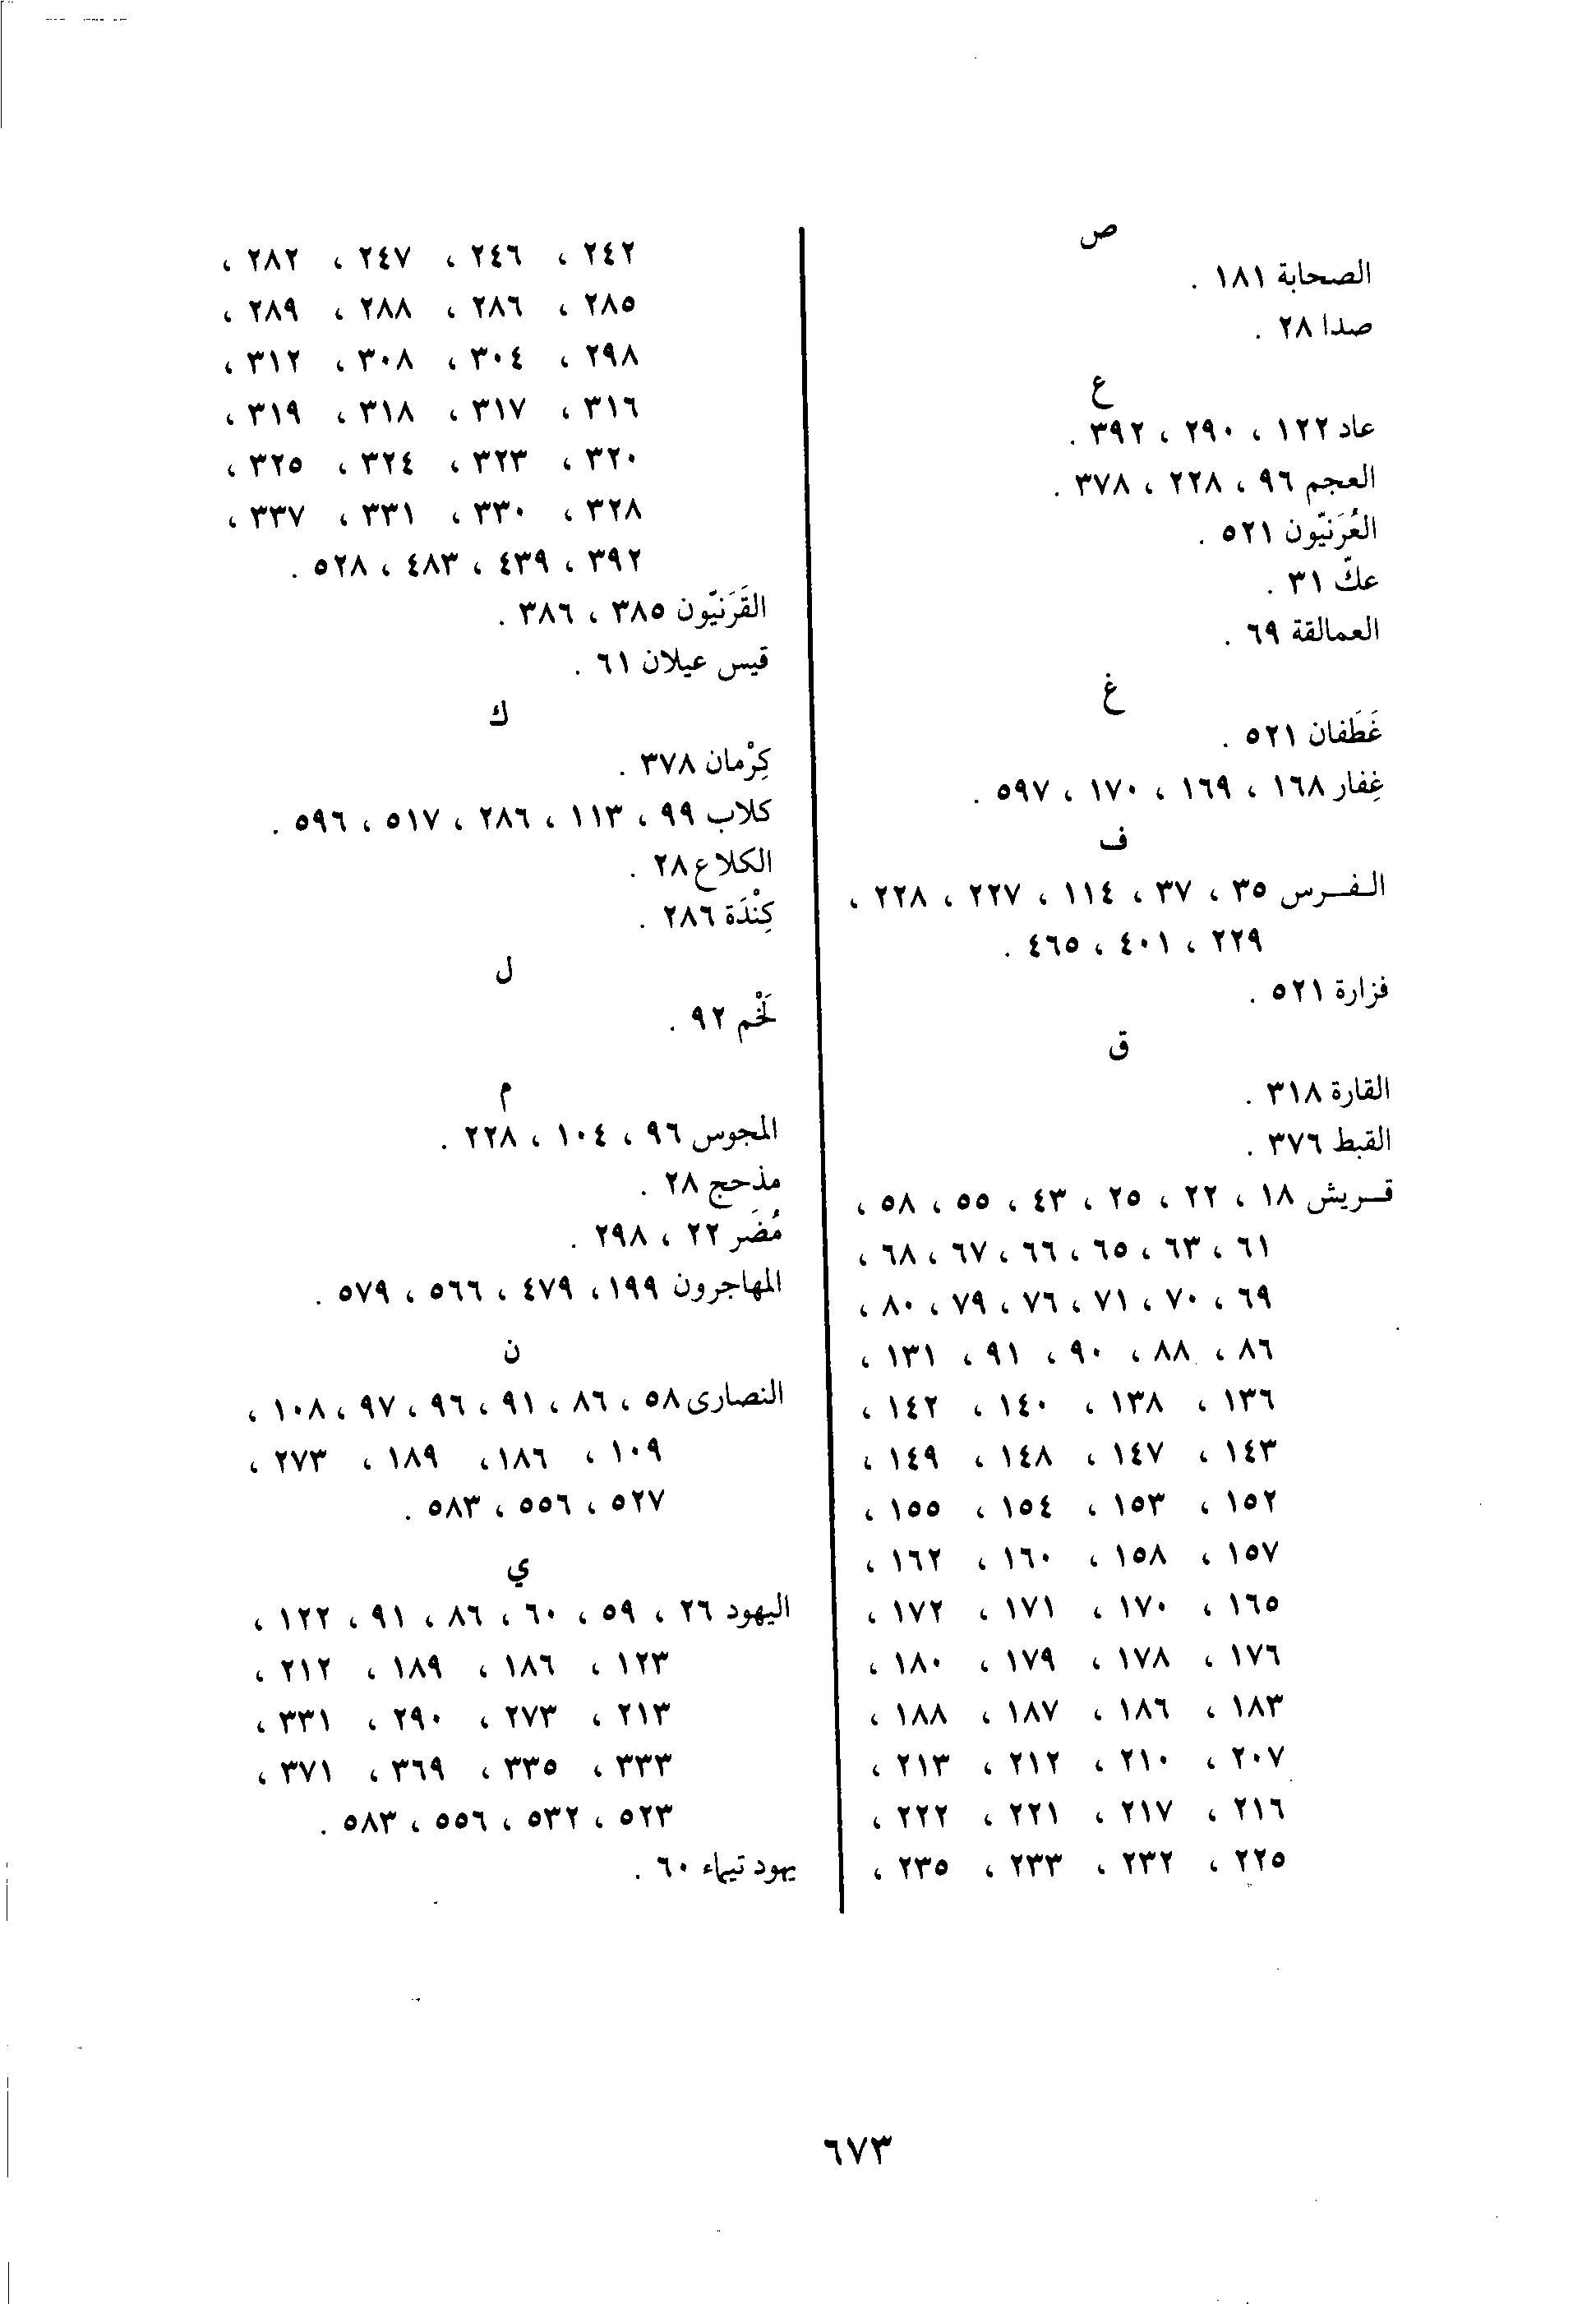 ص
الصحابة ١٨١ .
صدا ٢٨ .
ع
عاد ١٢٢ ، ٢٩٠ ، ٣٩٢ .
العجم ٩٦ ، ٢٢٨ ، ٣٧٨ .
العُرَنيّون ٥٢١ .
عكّ ٣١ .
العمالقة ٦٩ .
غ
غَطَفان ٥٢١ .
غِفار ١٦٨ ، ١٦٩ ، ١٧٠ ، ٥٩٧ .
ف
الـفـرس ٣٥ ، ٣٧ ، ١١٤ ، ٢٢٧ ، ٢٢٨ ،
٢٢٩ ، ٤٠١ ، ٤٦٥ .
فزارة ٥٢١ .
ق
القارة ٣١٨ .
القبط ٣٧٦ .
قـريش ١٨ ، ٢٢ ، ٢٥ ، ٤٣ ، ٥٥ ، ٥٨ ،
٦١ ، ٦٣ ، ٦٥ ، ٦٦ ، ٦٧ ، ٦٨ ،
٦٩ ، ٧٠ ، ٧١ ، ٧٦ ، ٧٩ ، ٨٠ ،
٨٦ ، ٨٨ ، ٩٠ ، ٩١ ، ١٣١ ،
١٣٦ ، ١٣٨ ، ١٤٠ ، ١٤٢ ،
١٤٣ ، ١٤٧ ، ١٤٨ ، ١٤٩ ،
١٥٢ ، ١٥٣ ، ١٥٤ ، ١٥٥ ،
١٥٧ ، ١٥٨ ، ١٦٠ ، ١٦٢ ،
١٦٥ ، ١٧٠ ، ١٧١ ، ١٧٢ ،
١٧٦ ، ١٧٨ ، ١٧٩ ، ١٨٠ ،
١٨٣ ، ١٨٦ ، ١٨٧ ، ١٨٨ ،
٢٠٧ ، ٢١٠ ، ٢١٢ ، ٢١٣ ،
٢١٦ ، ٢١٧ ، ٢٢١ ، ٢٢٢ ،
٢٢٥ ، ٢٣٢ ، ٢٣٣ ، ٢٣٥ ،
٢٤٢ ، ٢٤٦ ، ٢٤٧ ، ٢٨٢ ،
٢٨٥ ، ٢٨٦ ، ٢٨٨ ، ٢٨٩ ،
٢٩٨ ، ٣٠٤ ، ٣٠٨ ، ٣١٢ ،
٣١٦ ، ٣١٧ ، ٣١٨ ، ٣١٩ ،
٣٢٠ ، ٣٢٣ ، ٣٢٤ ، ٣٢٥ ،
٣٢٨ ، ٣٣٠ ، ٣٣١ ، ٣٣٧ ،
٣٩٢ ، ٤٣٩ ، ٤٨٣ ، ٥٢٨ .
القَرَنيّون ٣٨٥ ، ٣٨٦ .
قيس عيلان ٦١ .
ك
كِرْمان ٣٧٨ .
كلاب ٩٩ ، ١١٣ ، ٢٨٦ ، ٥١٧ ، ٥٩٦ .
الكلاع ٢٨ .
كِنْدَة ٢٨٦ .
ل
لَخْم ٩٢ .
م
المجوس ٩٦ ، ١٠٤ ، ٢٢٨ .
مذحج ٢٨ .
مُضَر ٢٢ ، ٢٩٨ .
المهاجرون ١٩٩ ، ٤٧٩ ، ٥٦٦ ، ٥٧٩ .
ن
النصارى ٥٨ ، ٨٦ ، ٩١ ، ٩٦ ، ٩٧ ، ١٠٨ ،
١٠٩ ، ١٨٦ ، ١٨٩ ، ٢٧٣ ،
٥٢٧ ، ٥٥٦ ، ٥٨٣ .
ي
اليهود ٢٦ ، ٥٩ ، ٦٠ ، ٨٦ ، ٩١ ، ١٢٢ ،
١٢٣ ، ١٨٦ ، ١٨٩ ، ٢١٢ ،
٢١٣ ، ٢٧٣ ، ٢٩٠ ، ٣٣١ ،
٣٣٣ ، ٣٣٥ ، ٣٦٩ ، ٣٧١ ،
٥٢٣ ، ٥٣٢ ، ٥٥٦ ، ٥٨٣ .
يهود تيماء ٦٠ .
٦٧٣